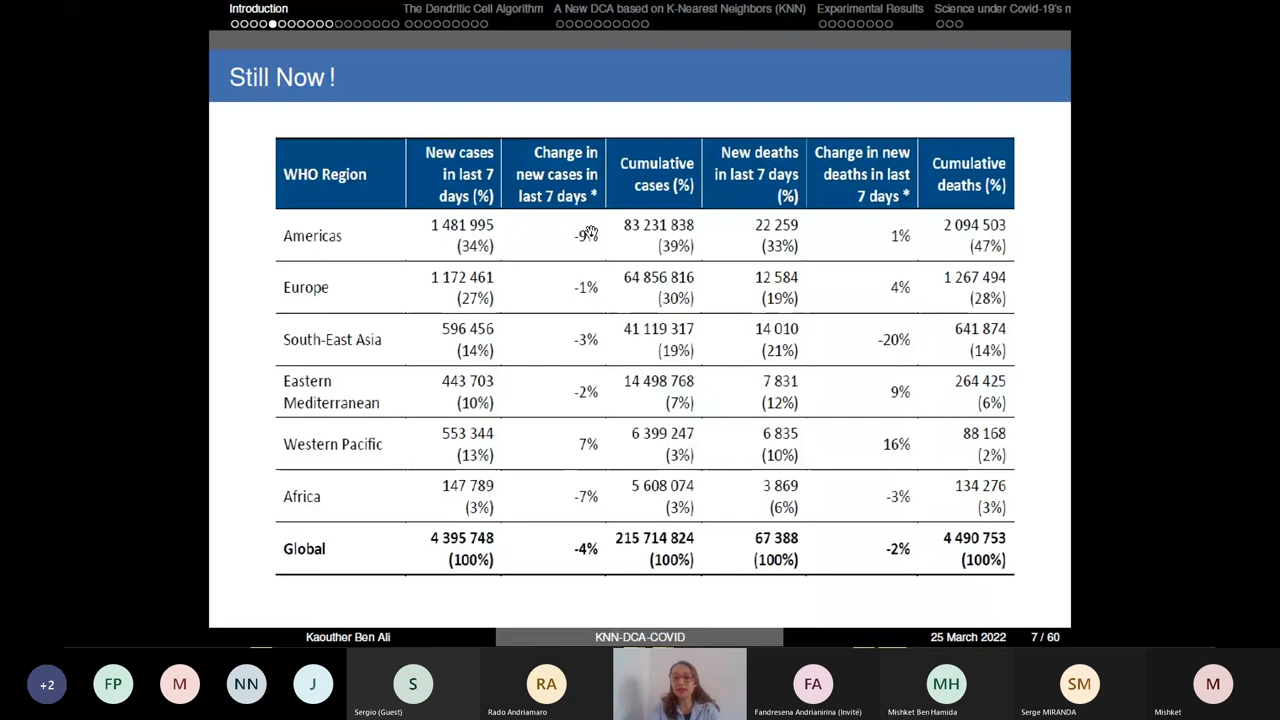 Introduction
The Dendritic Cell Algorithm
A New DCA based on K-Nearest Neighbors (KNN)
Experimental Results
Science under Covid-19's
Still Now !
WHO Region
New cases
in last 7
days (%)
Change in
new cases in
last 7 days *
Cumulative
cases (%)
New deaths
in last 7 days
(%)
Change in new
deaths in last
7 days *
Cumulative
deaths (%)
Americas
1 481 995
(34%)
-9%
83 231 838
(39%)
22 259
(33%)
1%
2 094 503
(47%)
Europe
1 172 461
(27%)
-1%
64 856 816
(30%)
12 584
(19%)
4%
1 267 494
(28%)
South-East Asia
596 456
(14%)
-3%
41 119 317
(19%)
14 010
(21%)
-20%
641 874
(14%)
Eastern
Mediterranean
443 703
(10%)
-2%
14 498 768
(7%)
7 831
(12%)
9%
264 425
(6%)
Western Pacific
553 344
(13%)
7%
6 399 247
(3%)
6 835
(10%)
16%
88 168
(2%)
Africa
147 789
(3%)
-7%
5 608 074
(3%)
3 869
(6%)
-3%
134 276
(3%)
Global
4 395 748
(100%)
-4%
215 714 824
(100%)
67 388
(100%)
-2%
4 490 753
(100%)
Kaouther Ben Ali
KNN-DCA-COVID
25 March 2022
7 / 60
+2
FP
M
NN
J
S
Sergio (Guest)
RA
Rado Andriamaro
FA
Fandresena Andrianirina (Invité)
MH
Mishket Ben Hamida
SM
Serge MIRANDA
M
Mishket